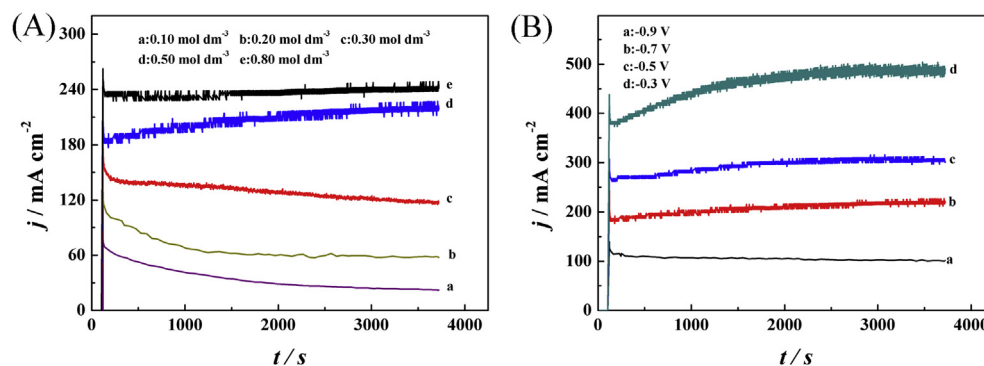 (A)
300
240
180
120
60
0
j / mA cm⁻²
a:0.10 mol dm⁻³ b:0.20 mol dm⁻³ c:0.30 mol dm⁻³
d:0.50 mol dm⁻³ e:0.80 mol dm⁻³
e
d
c
b
a
0 1000 2000 3000 4000
t / s
(B)
500
400
300
200
100
0
j / mA cm⁻²
a:-0.9 V
b:-0.7 V
c:-0.5 V
d:-0.3 V
d
c
b
a
0 1000 2000 3000 4000
t / s